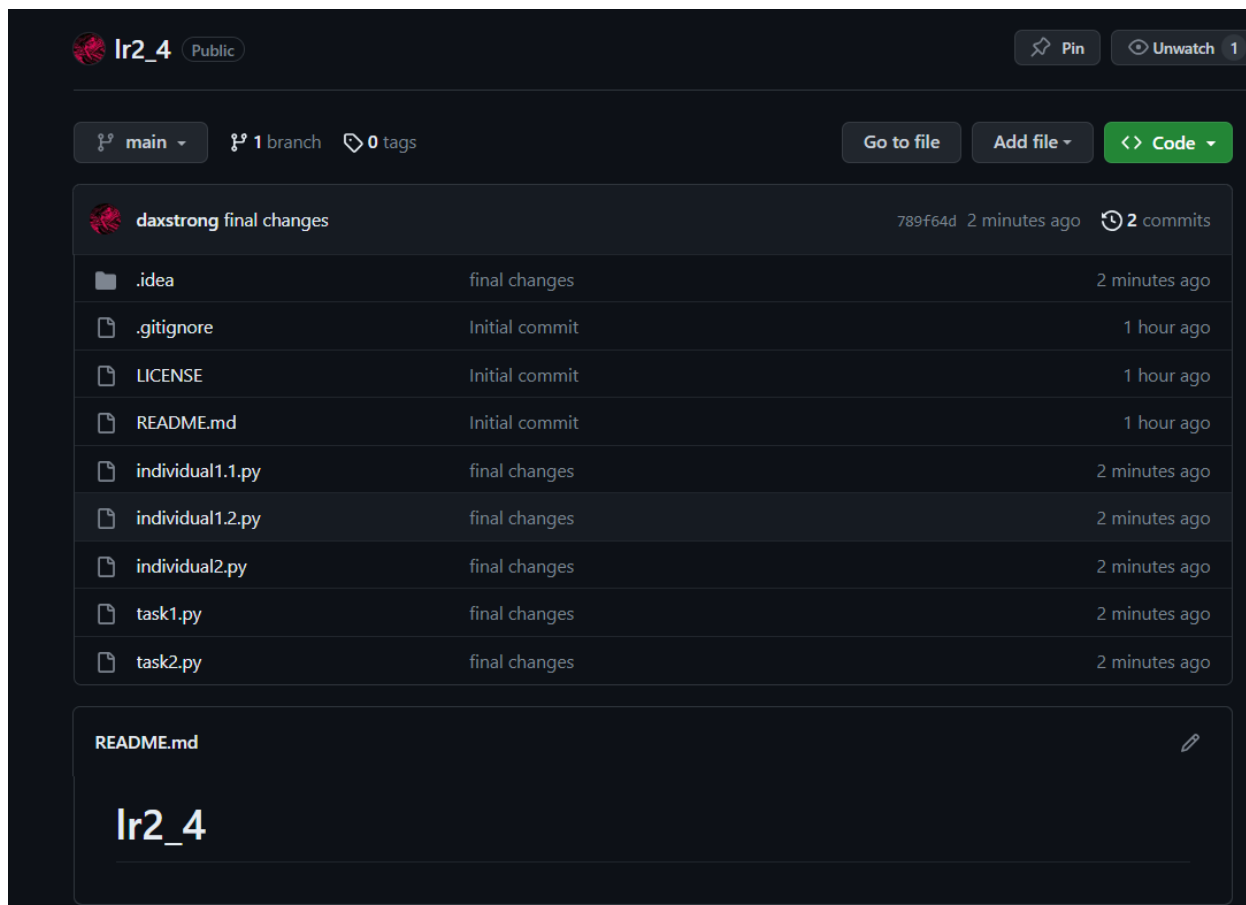 lr2_4 Public Pin Unwatch 1
main 1 branch 0 tags Go to file Add file Code
daxstrong final changes 789f64d 2 minutes ago 2 commits
.idea final changes 2 minutes ago
.gitignore Initial commit 1 hour ago
LICENSE Initial commit 1 hour ago
README.md Initial commit 1 hour ago
individual1.1.py final changes 2 minutes ago
individual1.2.py final changes 2 minutes ago
individual2.py final changes 2 minutes ago
task1.py final changes 2 minutes ago
task2.py final changes 2 minutes ago
README.md
lr2_4